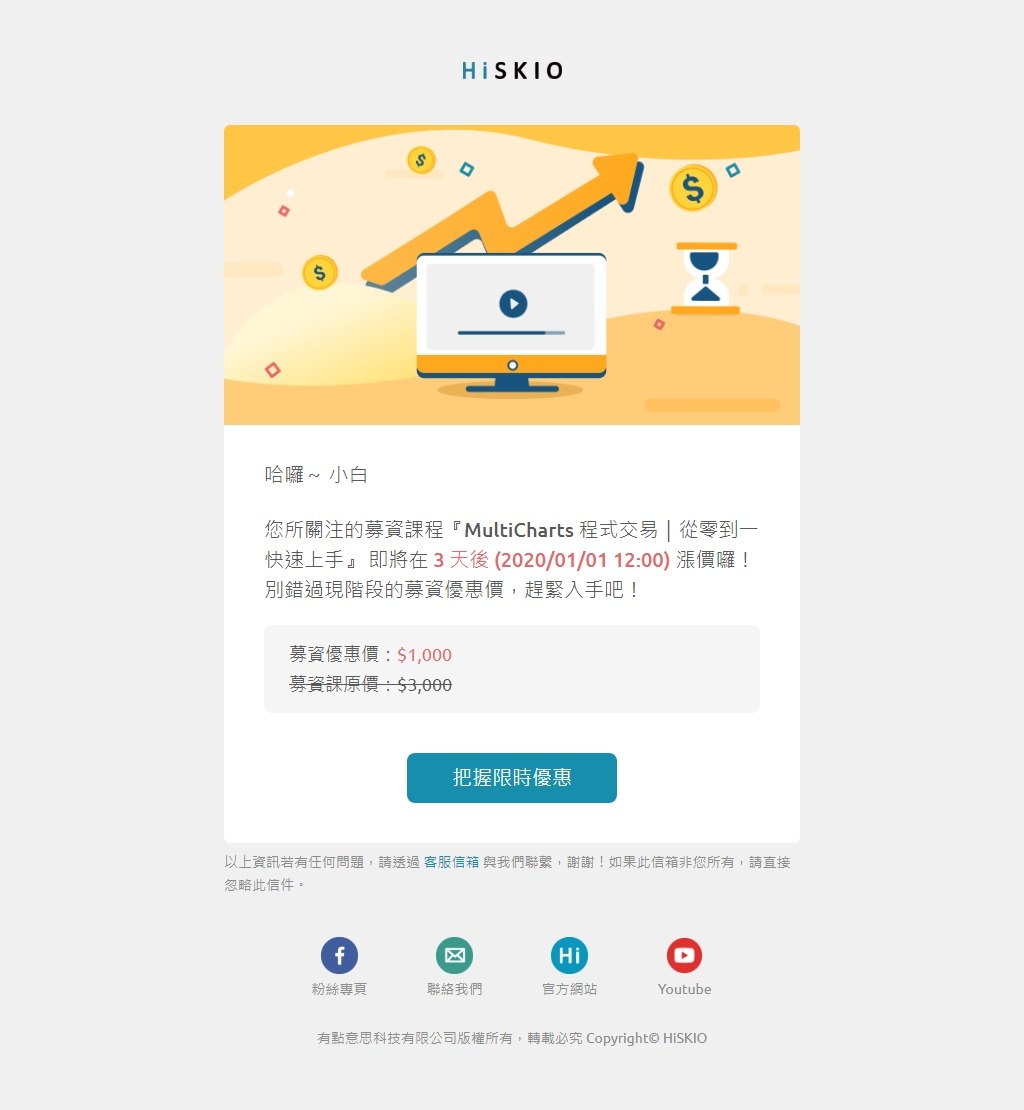 HiSKIO
哈囉～ 小白
您所關注的募資課程『MultiCharts 程式交易｜從零到一
快速上手』 即將在 3 天後 (2020/01/01 12:00) 漲價囉！
別錯過現階段的募資優惠價，趕緊入手吧！
募資優惠價：$1,000
募資課原價：$3,000
把握限時優惠
以上資訊若有任何問題，請透過 客服信箱 與我們聯繫，謝謝！如果此信箱非您所有，請直接
忽略此信件。
Hi
粉絲專頁 聯絡我們 官方網站 Youtube
有點意思科技有限公司版權所有，轉載必究 Copyright© HiSKIO